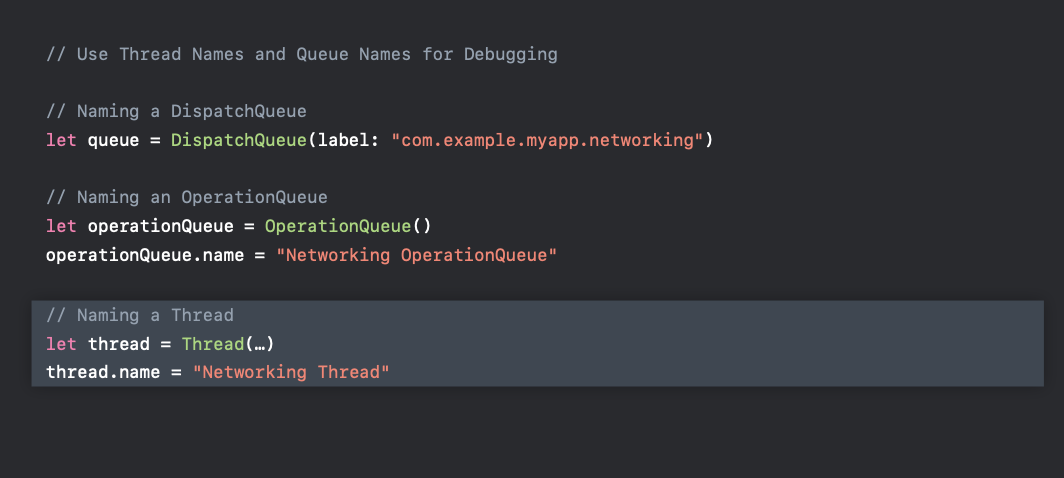 // Use Thread Names and Queue Names for Debugging
// Naming a DispatchQueue
let queue = DispatchQueue(label: "com.example.myapp.networking")
// Naming an OperationQueue
let operationQueue = OperationQueue()
operationQueue.name = "Networking OperationQueue"
// Naming a Thread
let thread = Thread(…)
thread.name = "Networking Thread"